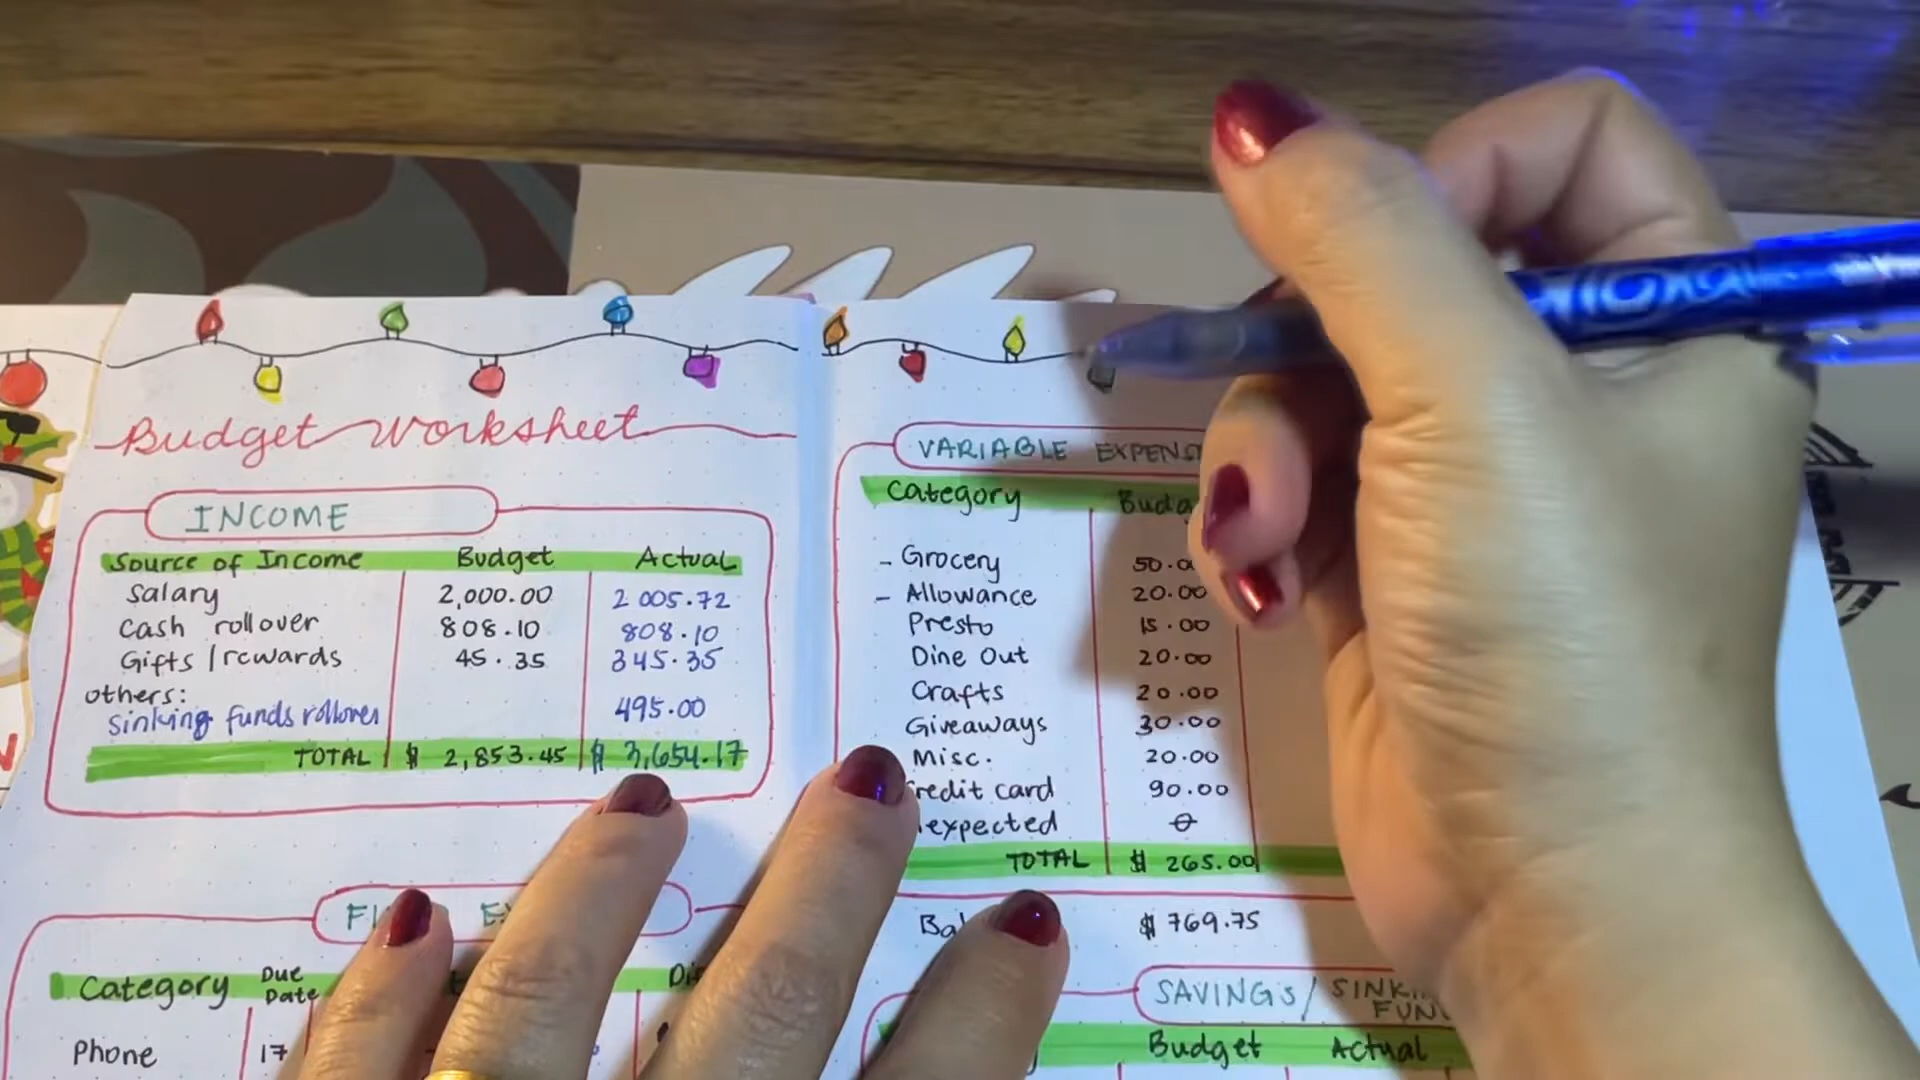 Budget Worksheet
INCOME
Source of Income Budget Actual
Salary 2,000.00 2 005.72
Cash rollover 808.10 808.10
Gifts / rewards 45.35 345.35
others:
Sinking funds rollover 495.00
TOTAL $ 2,853.45 $ 3,654.17
Category Due Date
Phone 17
VARIABLE
Category
- Grocery
- Allowance 20.00
Presto 15.00
Dine Out 20.00
Crafts 20.00
Giveaways 30.00
Misc. 20.00
card 90.00
0
TOTAL $ 265.00
$ 769.75
SAVINGS /
Budget Actual